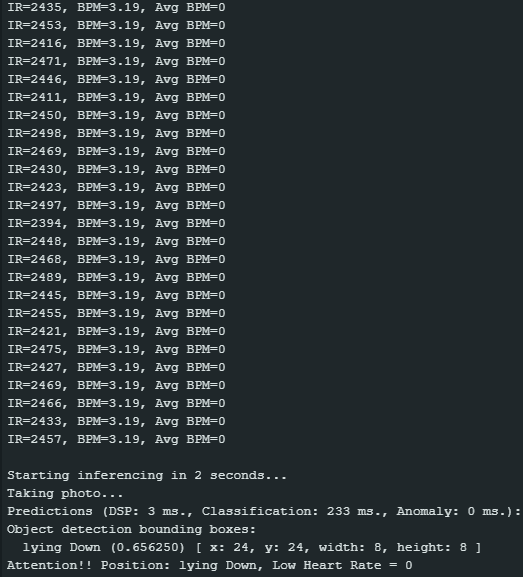 IR=2435, BPM=3.19, Avg BPM=0
IR=2453, BPM=3.19, Avg BPM=0
IR=2416, BPM=3.19, Avg BPM=0
IR=2471, BPM=3.19, Avg BPM=0
IR=2446, BPM=3.19, Avg BPM=0
IR=2411, BPM=3.19, Avg BPM=0
IR=2450, BPM=3.19, Avg BPM=0
IR=2498, BPM=3.19, Avg BPM=0
IR=2469, BPM=3.19, Avg BPM=0
IR=2430, BPM=3.19, Avg BPM=0
IR=2423, BPM=3.19, Avg BPM=0
IR=2497, BPM=3.19, Avg BPM=0
IR=2394, BPM=3.19, Avg BPM=0
IR=2448, BPM=3.19, Avg BPM=0
IR=2468, BPM=3.19, Avg BPM=0
IR=2489, BPM=3.19, Avg BPM=0
IR=2445, BPM=3.19, Avg BPM=0
IR=2455, BPM=3.19, Avg BPM=0
IR=2421, BPM=3.19, Avg BPM=0
IR=2475, BPM=3.19, Avg BPM=0
IR=2427, BPM=3.19, Avg BPM=0
IR=2469, BPM=3.19, Avg BPM=0
IR=2466, BPM=3.19, Avg BPM=0
IR=2433, BPM=3.19, Avg BPM=0
IR=2457, BPM=3.19, Avg BPM=0
Starting inferencing in 2 seconds...
Taking photo...
Predictions (DSP: 3 ms., Classification: 233 ms., Anomaly: 0 ms.):
Object detection bounding boxes:
lying Down (0.656250) [ x: 24, y: 24, width: 8, height: 8 ]
Attention!! Position: lying Down, Low Heart Rate = 0